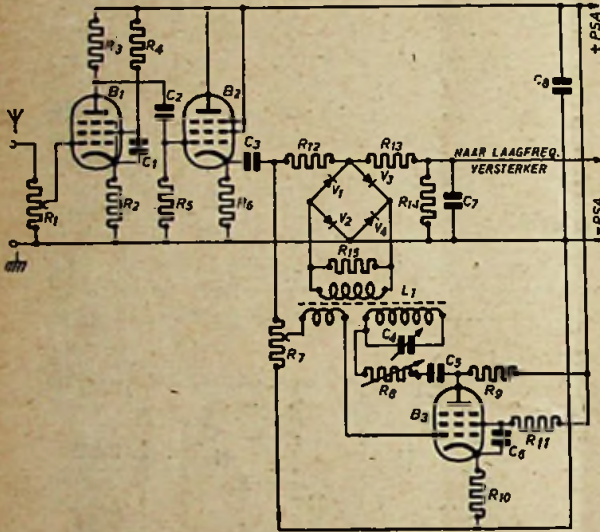 + PSA
R3
R4
C8
B1
C2
B2
C1
C3
R12
R13
NAAR LAAGFREQ.
VERSTERKER
V1
V3
R1
R2
R5
R6
R14
C7
V2
V4
- PSA
R15
L1
C4
R7
R8
C5
R9
B3
C6
R11
R10